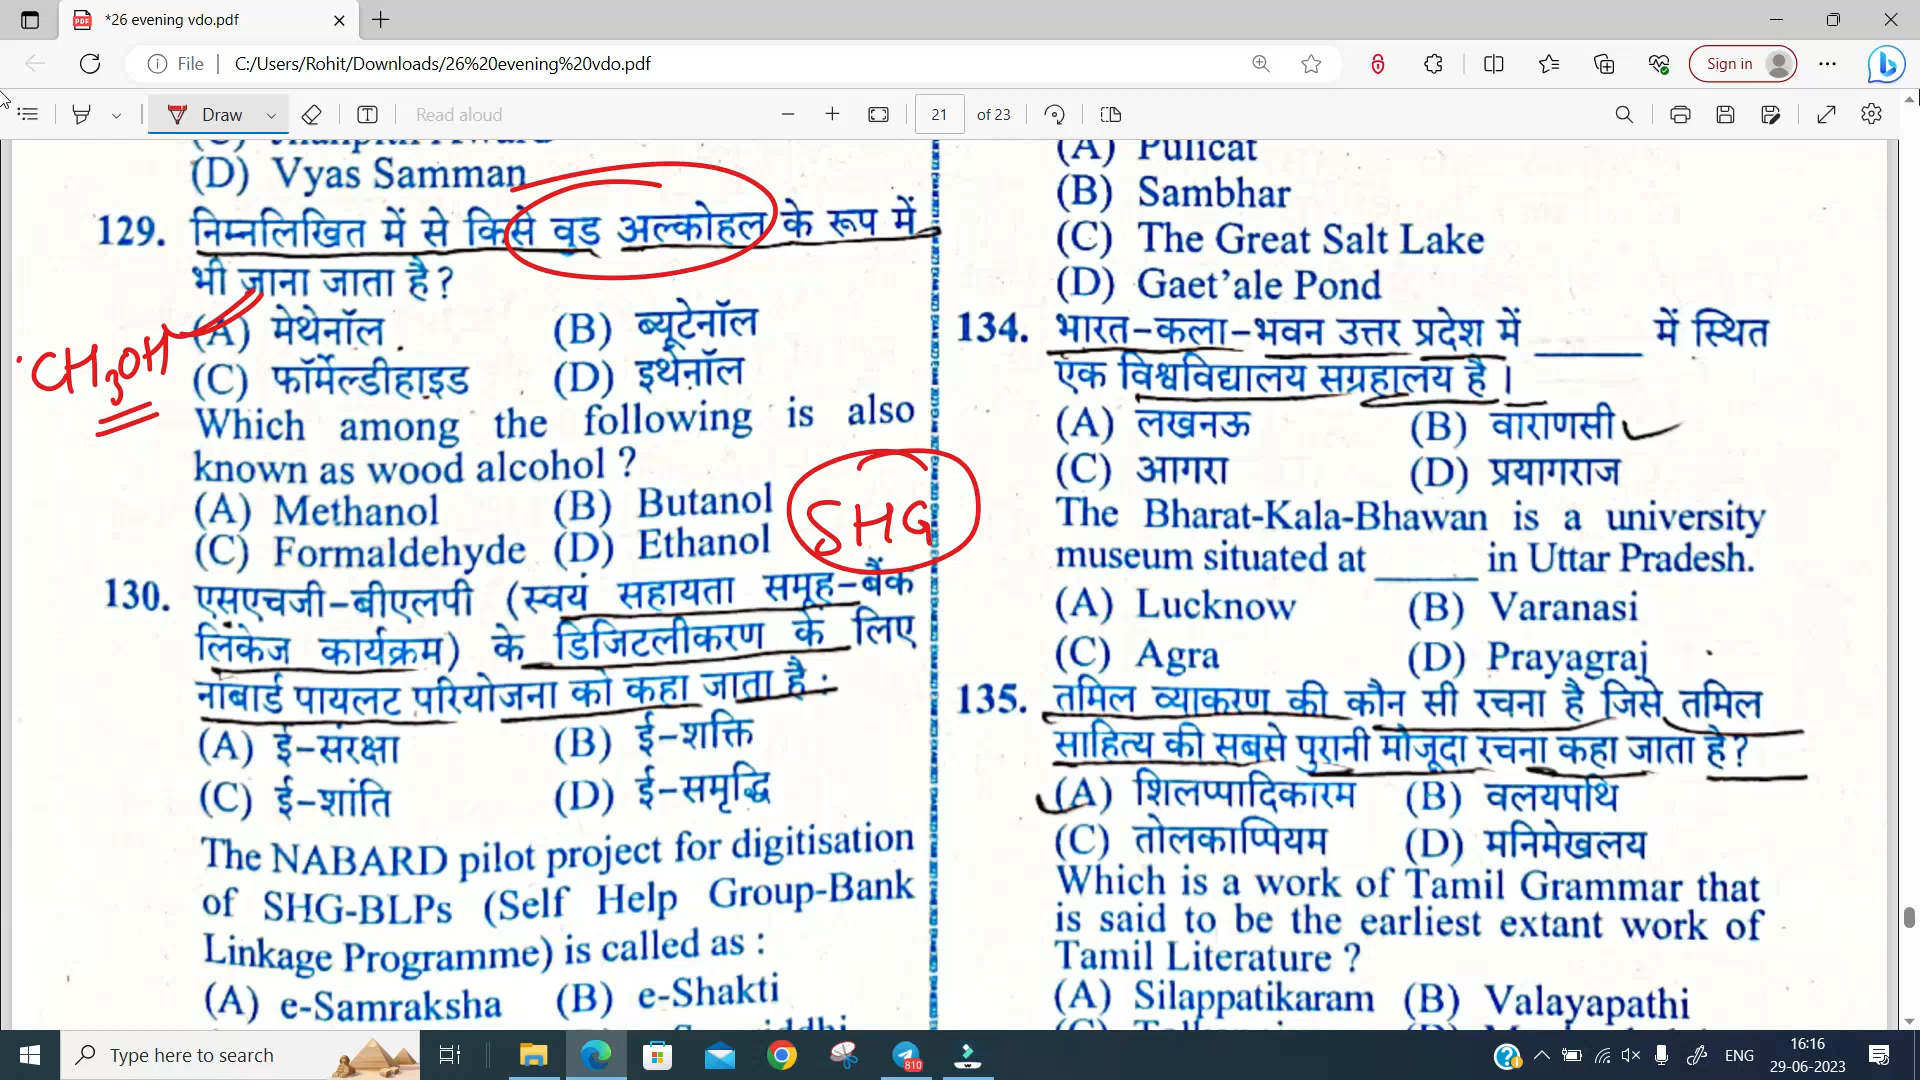 *26 evening vdo.pdf
File
C:/Users/Rohit/Downloads/26%20evening%20vdo.pdf
Sign in
Draw
Read aloud
21
of 23
(D) Vyas Samman
129. निम्नलिखित में से किसे वुड अल्कोहल के रूप में
भी जाना जाता है?
(A) मेथेनॉल (B) ब्यूटेनॉल
CH3OH
(C) फॉर्मेल्डीहाइड (D) इथेनॉल
Which among the following is also
known as wood alcohol ?
(A) Methanol (B) Butanol
(C) Formaldehyde (D) Ethanol
SHG
130. एसएचजी-बीएलपी (स्वयं सहायता समूह-बैंक
लिंकेज कार्यक्रम) के डिजिटलीकरण के लिए
नाबार्ड पायलट परियोजना को कहा जाता है :
(A) ई-संरक्षा (B) ई-शक्ति
(C) ई-शांति (D) ई-समृद्धि
The NABARD pilot project for digitisation
of SHG-BLPs (Self Help Group-Bank
Linkage Programme) is called as :
(A) e-Samraksha (B) e-Shakti
(A) Pulicat
(B) Sambhar
(C) The Great Salt Lake
(D) Gaet'ale Pond
134. भारत-कला-भवन उत्तर प्रदेश में ______ में स्थित
एक विश्वविद्यालय सग्रहालय है।
(A) लखनऊ (B) वाराणसी
(C) आगरा (D) प्रयागराज
The Bharat-Kala-Bhawan is a university
museum situated at ______ in Uttar Pradesh.
(A) Lucknow (B) Varanasi
(C) Agra (D) Prayagraj
135. तमिल व्याकरण की कौन सी रचना है जिसे तमिल
साहित्य की सबसे पुरानी मौजूदा रचना कहा जाता है?
(A) शिलप्पादिकारम (B) वलयपथि
(C) तोलकाप्पियम (D) मनिमेखलय
Which is a work of Tamil Grammar that
is said to be the earliest extant work of
Tamil Literature ?
(A) Silappatikaram (B) Valayapathi
Type here to search
810
ENG
16:16
29-06-2023